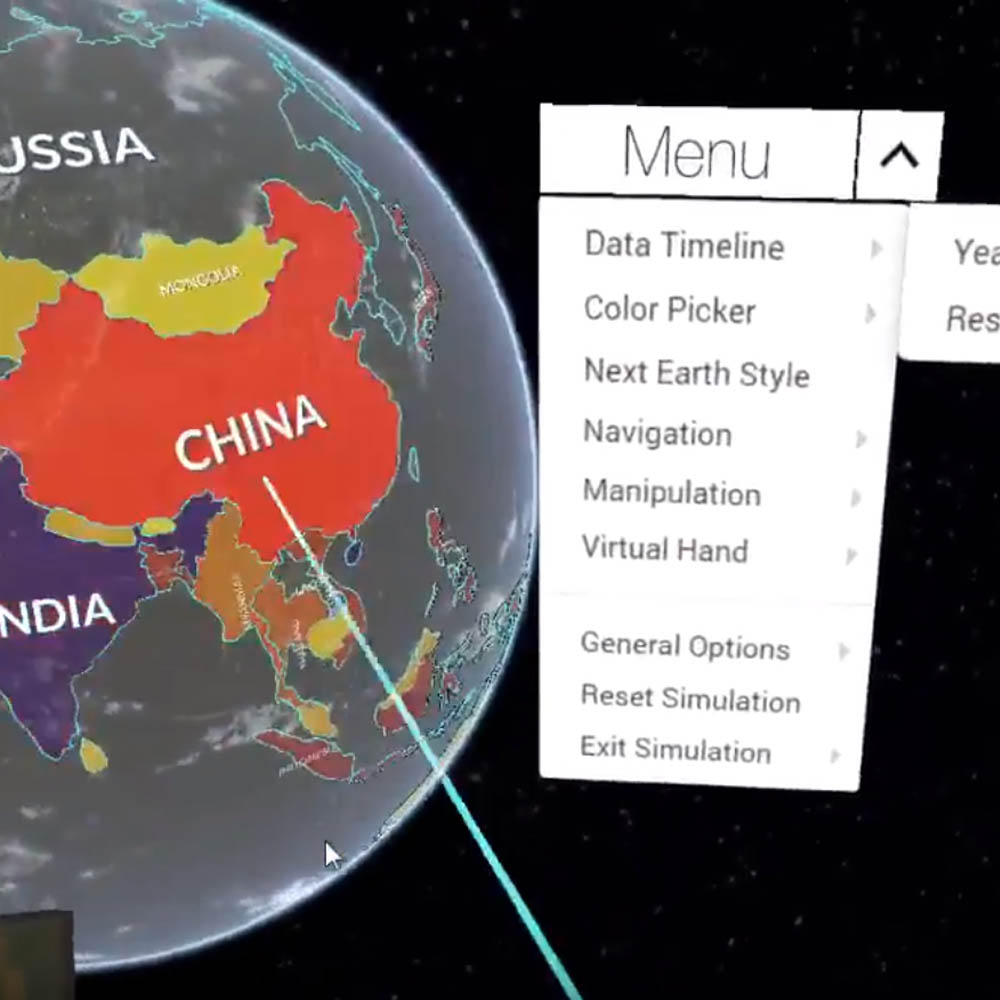 USSIA
MONGOLIA
CHINA
NDIA
Menu
Data Timeline
Color Picker
Next Earth Style
Navigation
Manipulation
Virtual Hand
General Options
Reset Simulation
Exit Simulation
Yea
Res